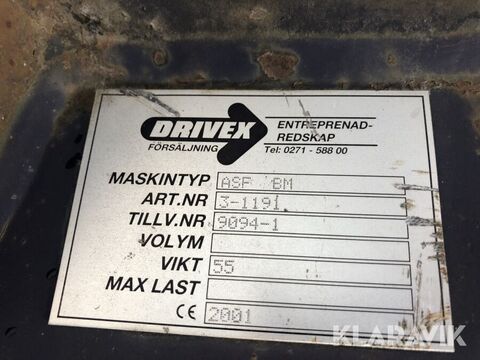 DRIVEX
FÖRSÄLJNING
ENTREPRENAD-
REDSKAP
Tel: 0271 - 588 00
MASKINTYP ASF BM
ART.NR 3-1191
TILLV.NR 9094-1
VOLYM
VIKT 55
MAX LAST
CE 2001
KLARAVIK